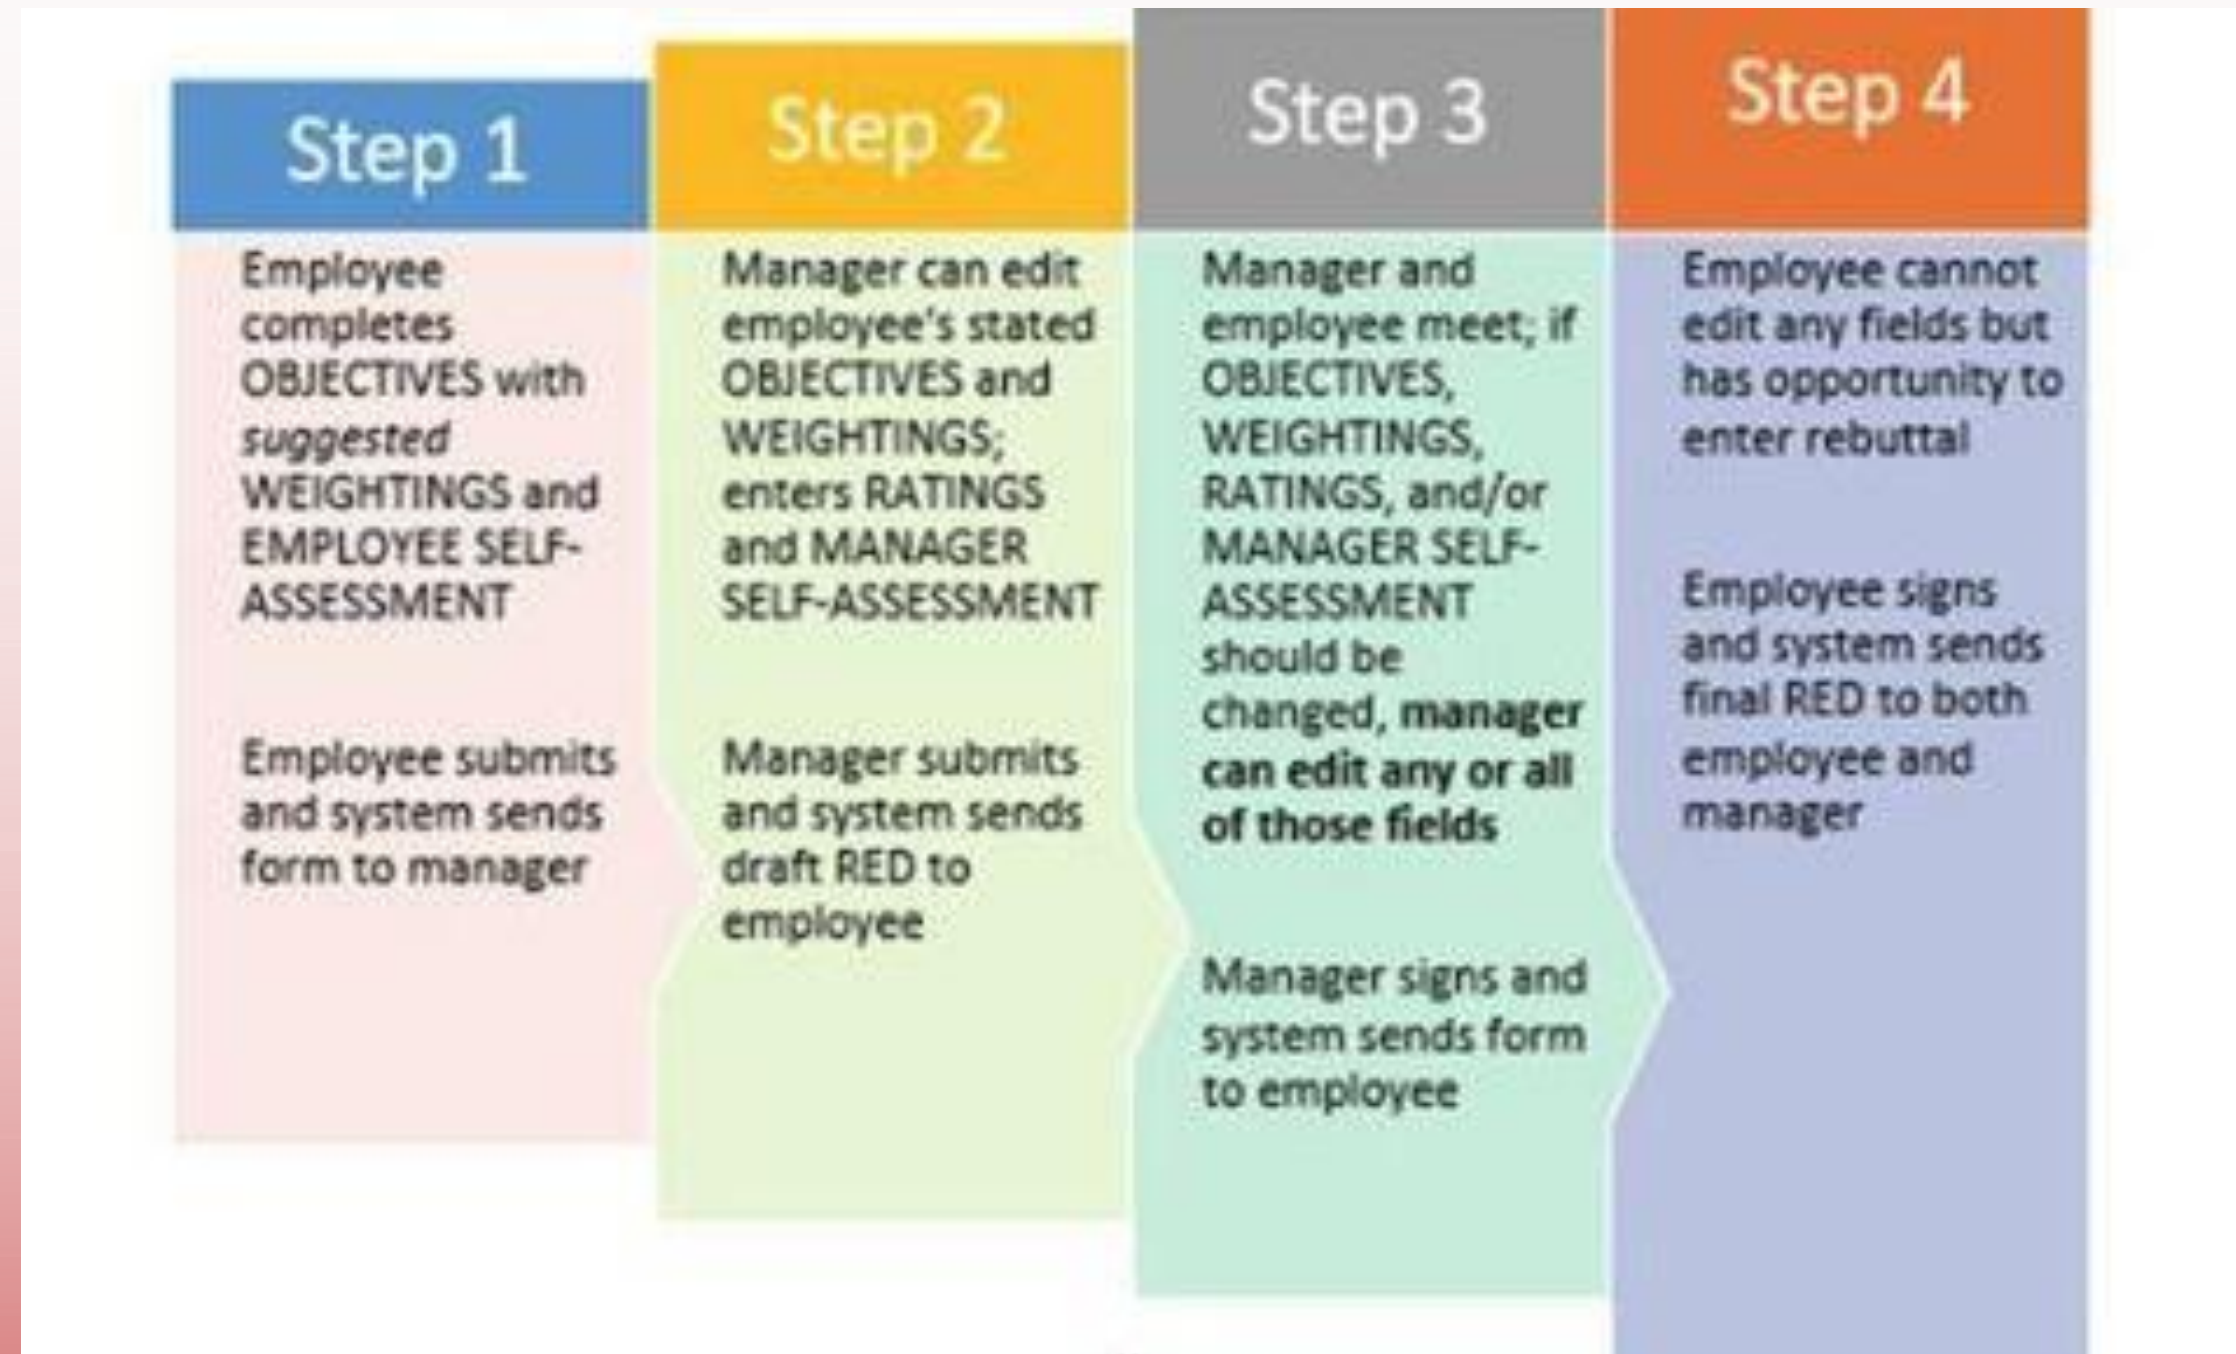 Step 1
Employee
completes
OBJECTIVES with
suggested
WEIGHTINGS and
EMPLOYEE SELF-
ASSESSMENT
Employee submits
and system sends
form to manager
Step 2
Manager can edit
employee's stated
OBJECTIVES and
WEIGHTINGS;
enters RATINGS
and MANAGER
SELF-ASSESSMENT
Manager submits
and system sends
draft RED to
employee
Step 3
Manager and
employee meet; if
OBJECTIVES,
WEIGHTINGS,
RATINGS, and/or
MANAGER SELF-
ASSESSMENT
should be
changed, manager
can edit any or all
of those fields
Manager signs and
system sends form
to employee
Step 4
Employee cannot
edit any fields but
has opportunity to
enter rebuttal
Employee signs
and system sends
final RED to both
employee and
manager